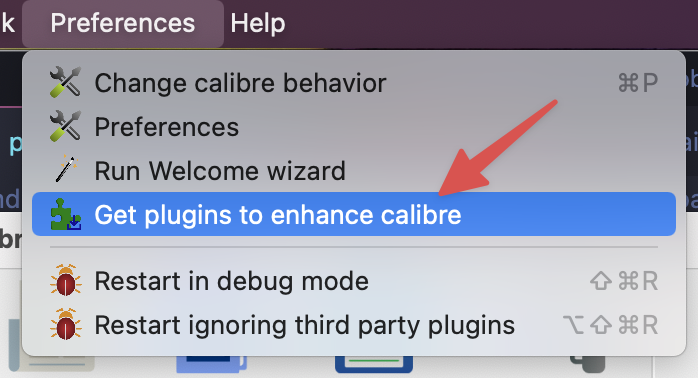 k Preferences Help
Change calibre behavior ⌘P
Preferences
Run Welcome wizard
Get plugins to enhance calibre
Restart in debug mode ⇧⌘R
Restart ignoring third party plugins ⌥⇧⌘R